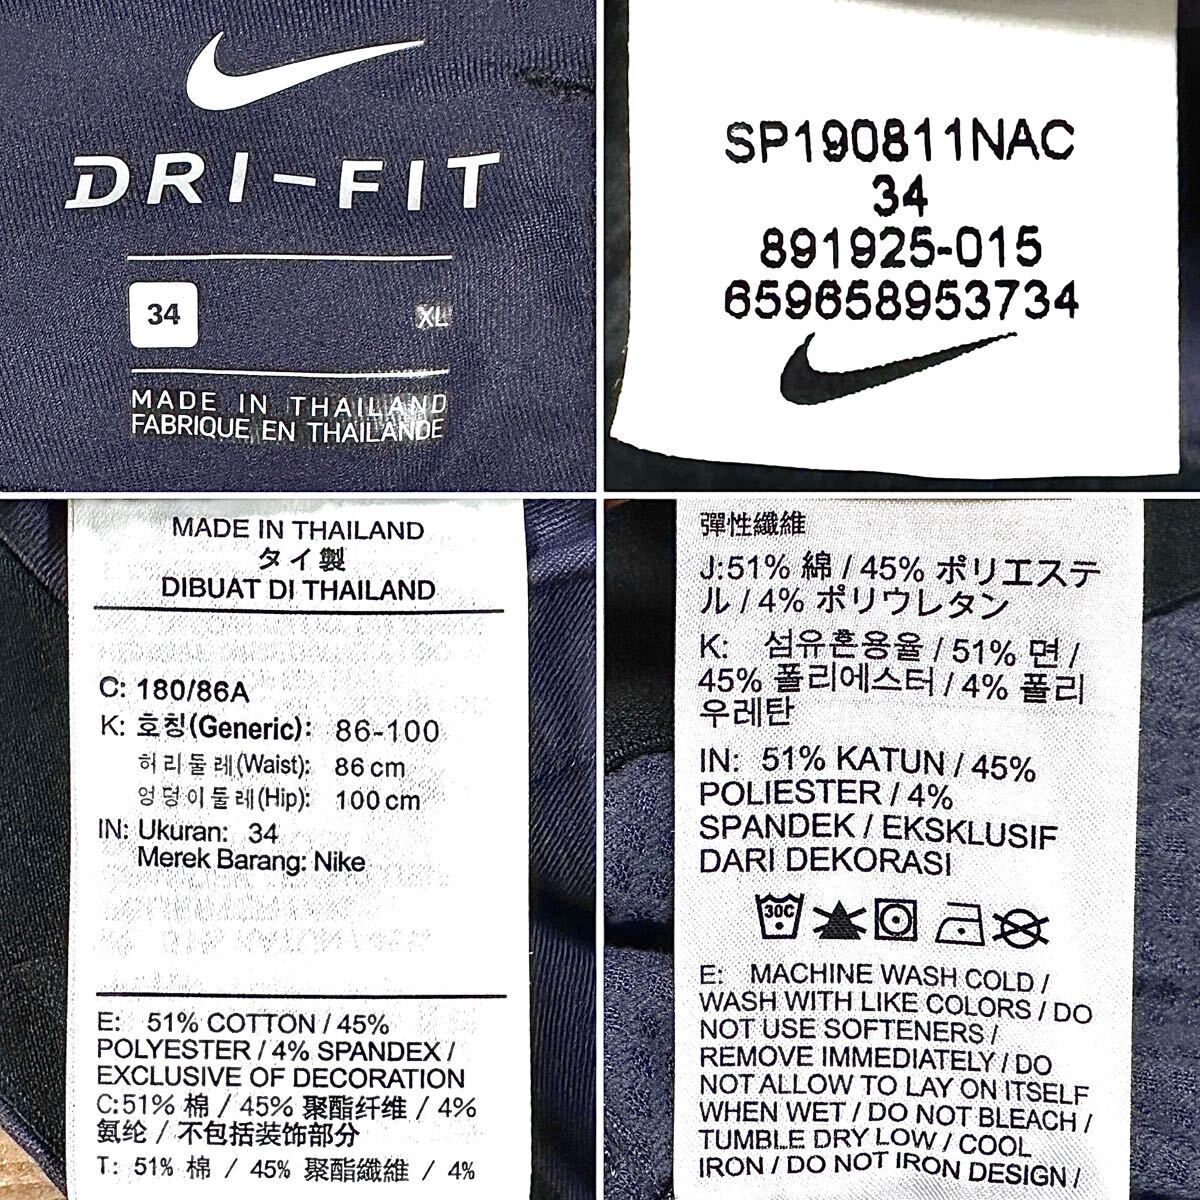 DRI-FIT
34 XL
MADE IN THAILAND
FABRIQUE EN THAILANDE
SP190811NAC
34
891925-015
659658953734
MADE IN THAILAND
タイ製
DIBUAT DI THAILAND
C: 180/86A
K: 호칭(Generic): 86-100
허리둘레(Waist): 86 cm
엉덩이둘레(Hip): 100 cm
IN: Ukuran: 34
Merek Barang: Nike
E: 51% COTTON / 45%
POLYESTER / 4% SPANDEX /
EXCLUSIVE OF DECORATION
C:51% 棉 / 45% 聚酯纤维 / 4%
氨纶 / 不包括装饰部分
T: 51% 棉 / 45% 聚酯纖維 / 4%
彈性纖維
J:51% 綿 / 45% ポリエステ
ル / 4% ポリウレタン
K: 섬유혼용율 / 51% 면 /
45% 폴리에스터 / 4% 폴리
우레탄
IN: 51% KATUN / 45%
POLIESTER / 4%
SPANDEK / EKSKLUSIF
DARI DEKORASI
30C
E: MACHINE WASH COLD /
WASH WITH LIKE COLORS / DO
NOT USE SOFTENERS /
REMOVE IMMEDIATELY / DO
NOT ALLOW TO LAY ON ITSELF
WHEN WET / DO NOT BLEACH /
TUMBLE DRY LOW / COOL
IRON / DO NOT IRON DESIGN /